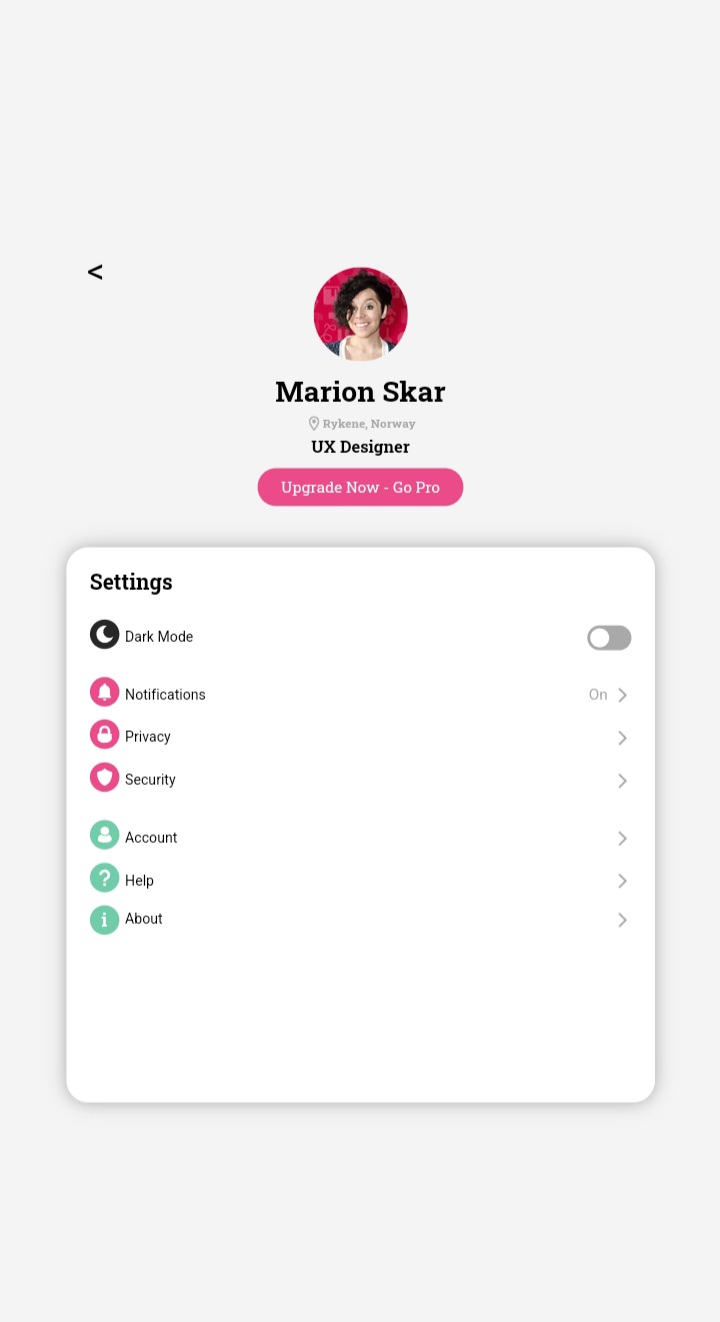 <
Marion Skar
Rykene, Norway
UX Designer
Upgrade Now - Go Pro
Settings
Dark Mode
Notifications On
Privacy
Security
Account
Help
About